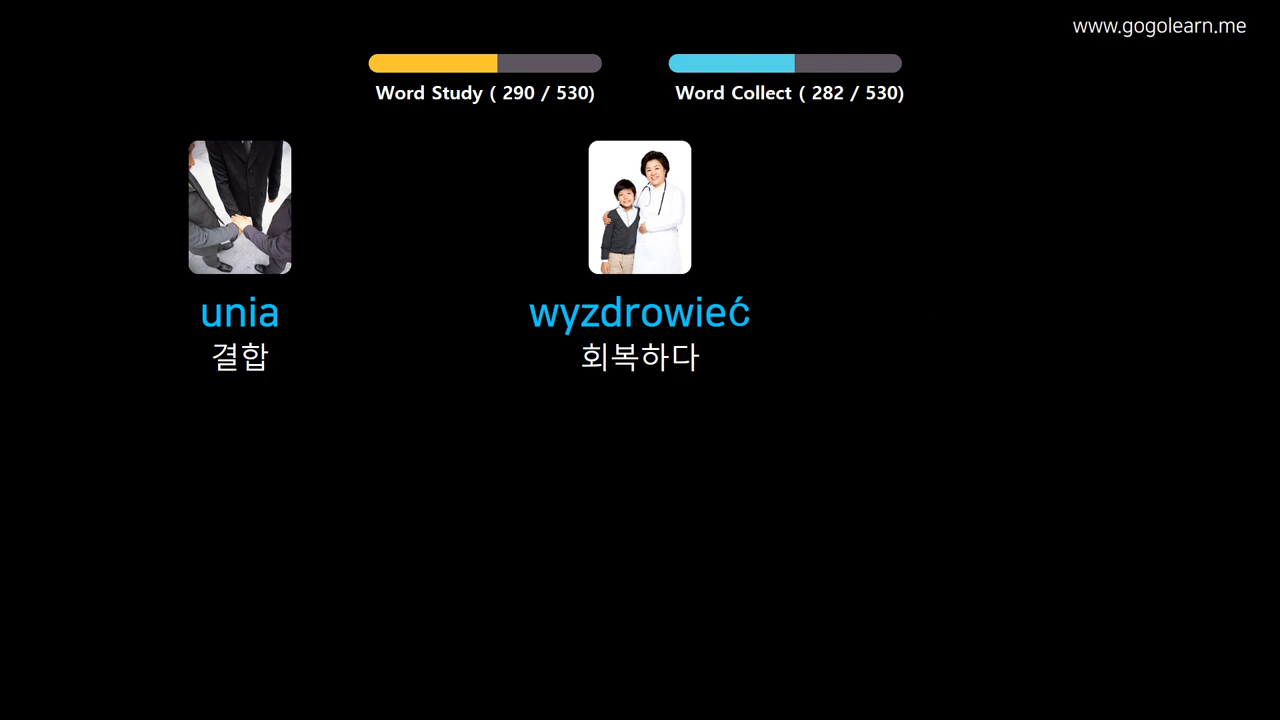 www.gogolearn.me
Word Study ( 290 / 530)
Word Collect ( 282 / 530)
unia
결합
wyzdrowieć
회복하다